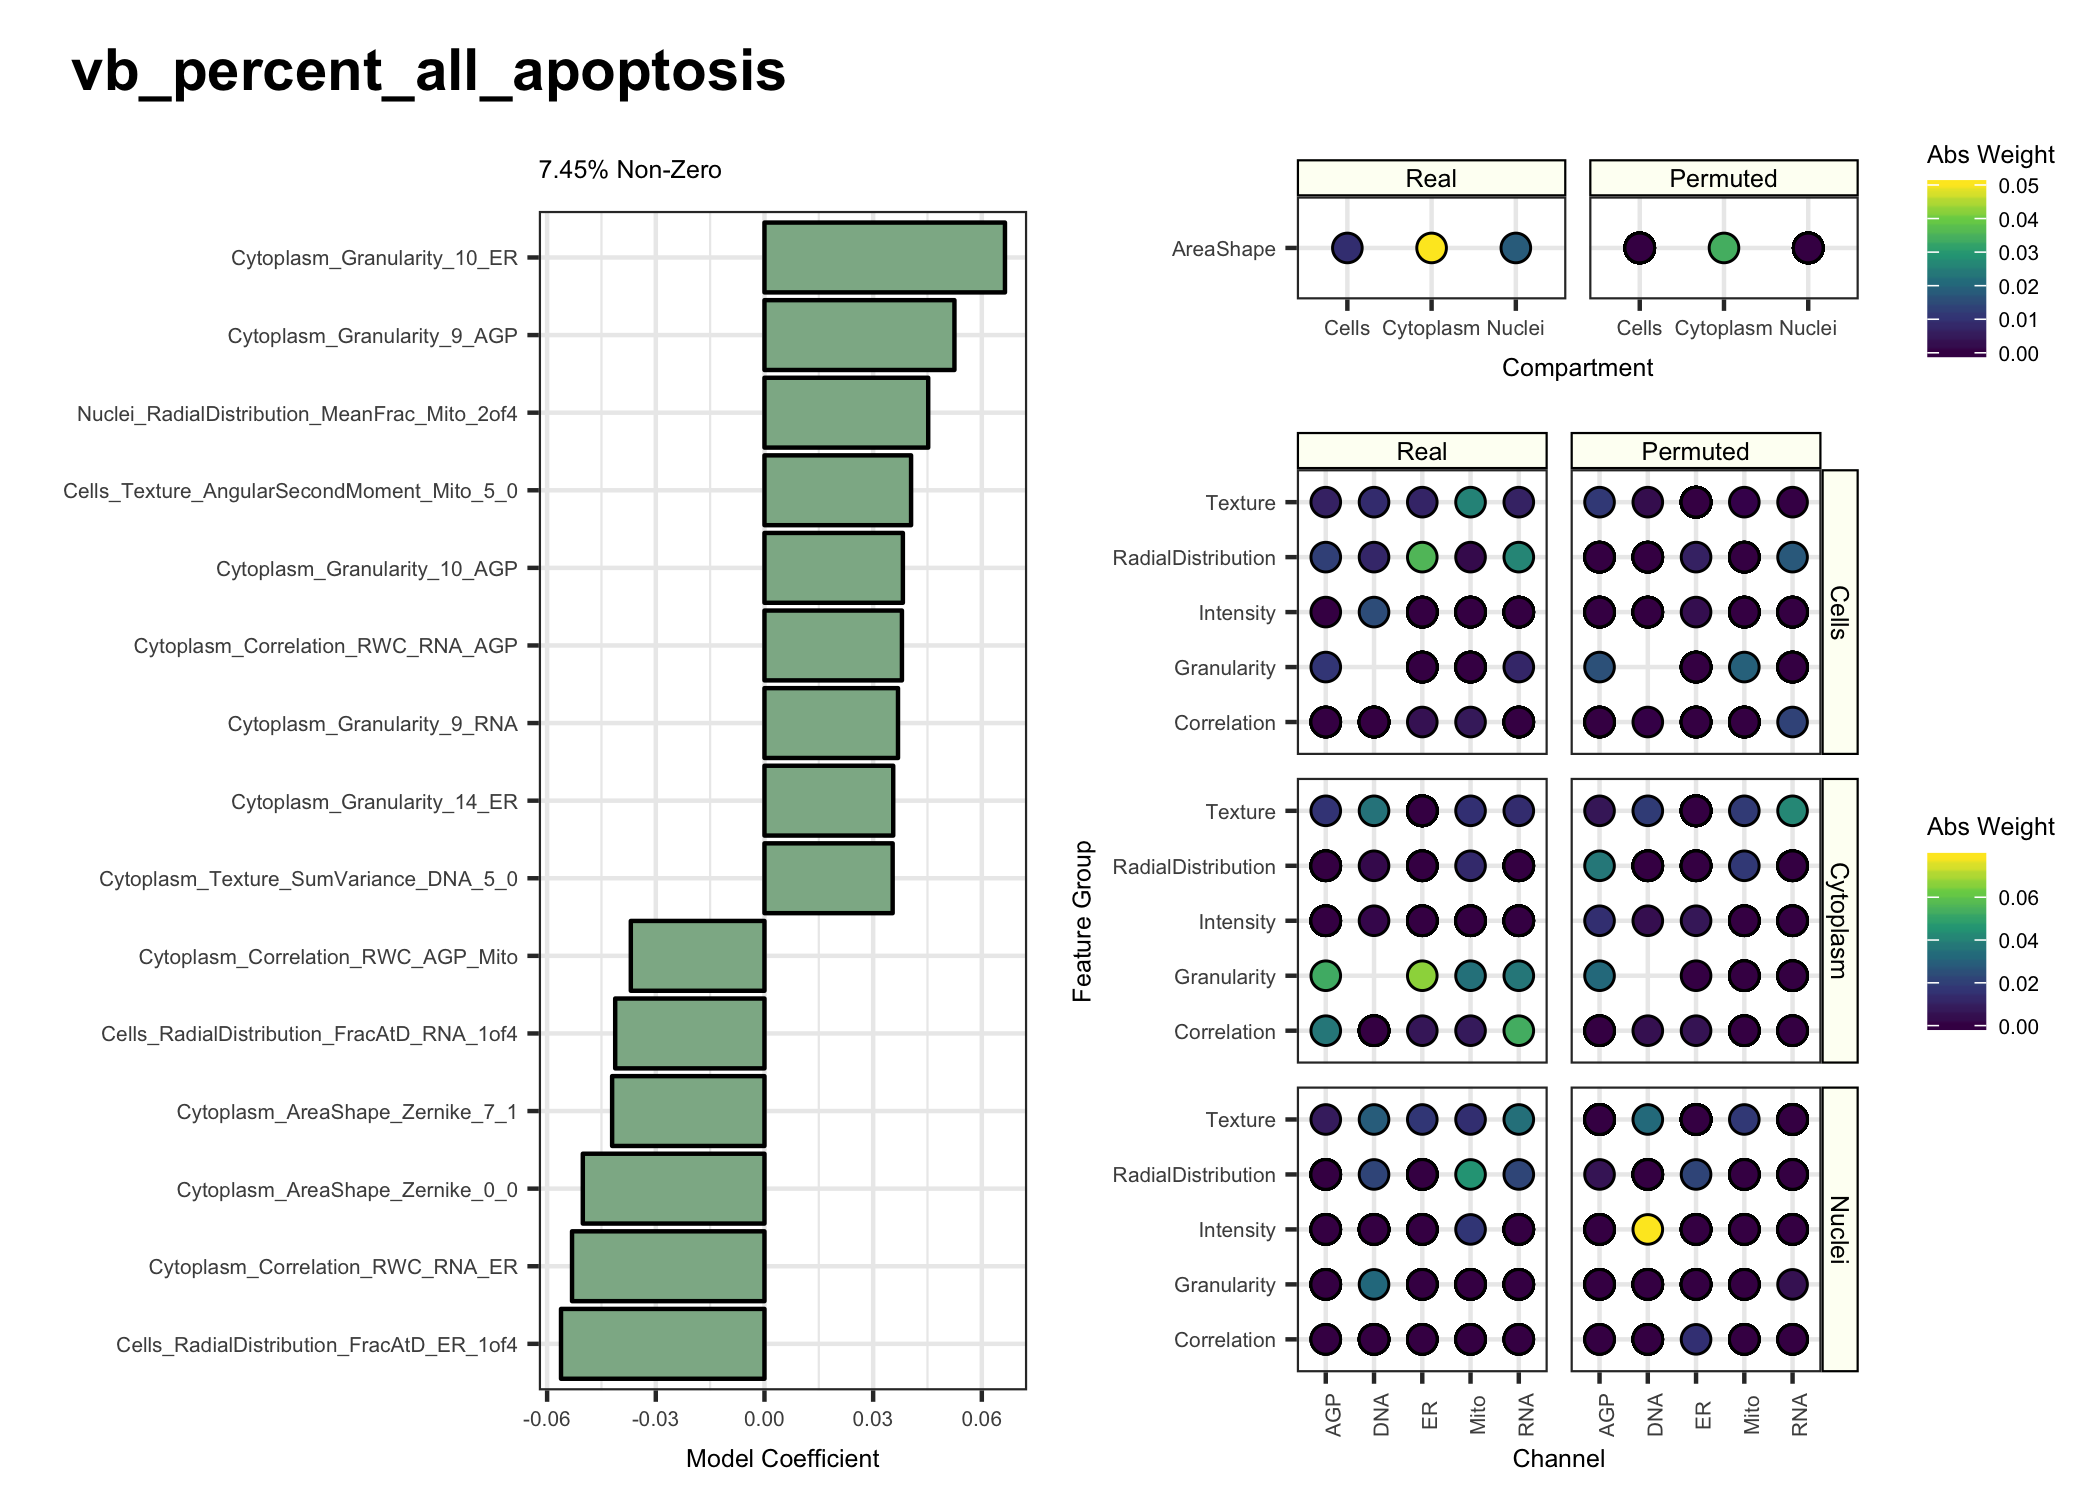 vb_percent_all_apoptosis
7.45% Non-Zero
Cytoplasm_Granularity_10_ER
Cytoplasm_Granularity_9_AGP
Nuclei_RadialDistribution_MeanFrac_Mito_2of4
Cells_Texture_AngularSecondMoment_Mito_5_0
Cytoplasm_Granularity_10_AGP
Cytoplasm_Correlation_RWC_RNA_AGP
Cytoplasm_Granularity_9_RNA
Cytoplasm_Granularity_14_ER
Cytoplasm_Texture_SumVariance_DNA_5_0
Cytoplasm_Correlation_RWC_AGP_Mito
Cells_RadialDistribution_FracAtD_RNA_1of4
Cytoplasm_AreaShape_Zernike_7_1
Cytoplasm_AreaShape_Zernike_0_0
Cytoplasm_Correlation_RWC_RNA_ER
Cells_RadialDistribution_FracAtD_ER_1of4
-0.06 -0.03 0.00 0.03 0.06
Model Coefficient
Real Permuted
AreaShape
Cells Cytoplasm Nuclei Cells Cytoplasm Nuclei
Compartment
Abs Weight
0.05
0.04
0.03
0.02
0.01
0.00
Real Permuted
Feature Group
Texture
RadialDistribution
Intensity
Granularity
Correlation
Cells
Texture
RadialDistribution
Intensity
Granularity
Correlation
Cytoplasm
Texture
RadialDistribution
Intensity
Granularity
Correlation
Nuclei
AGP DNA ER Mito RNA AGP DNA ER Mito RNA
Channel
Abs Weight
0.06
0.04
0.02
0.00